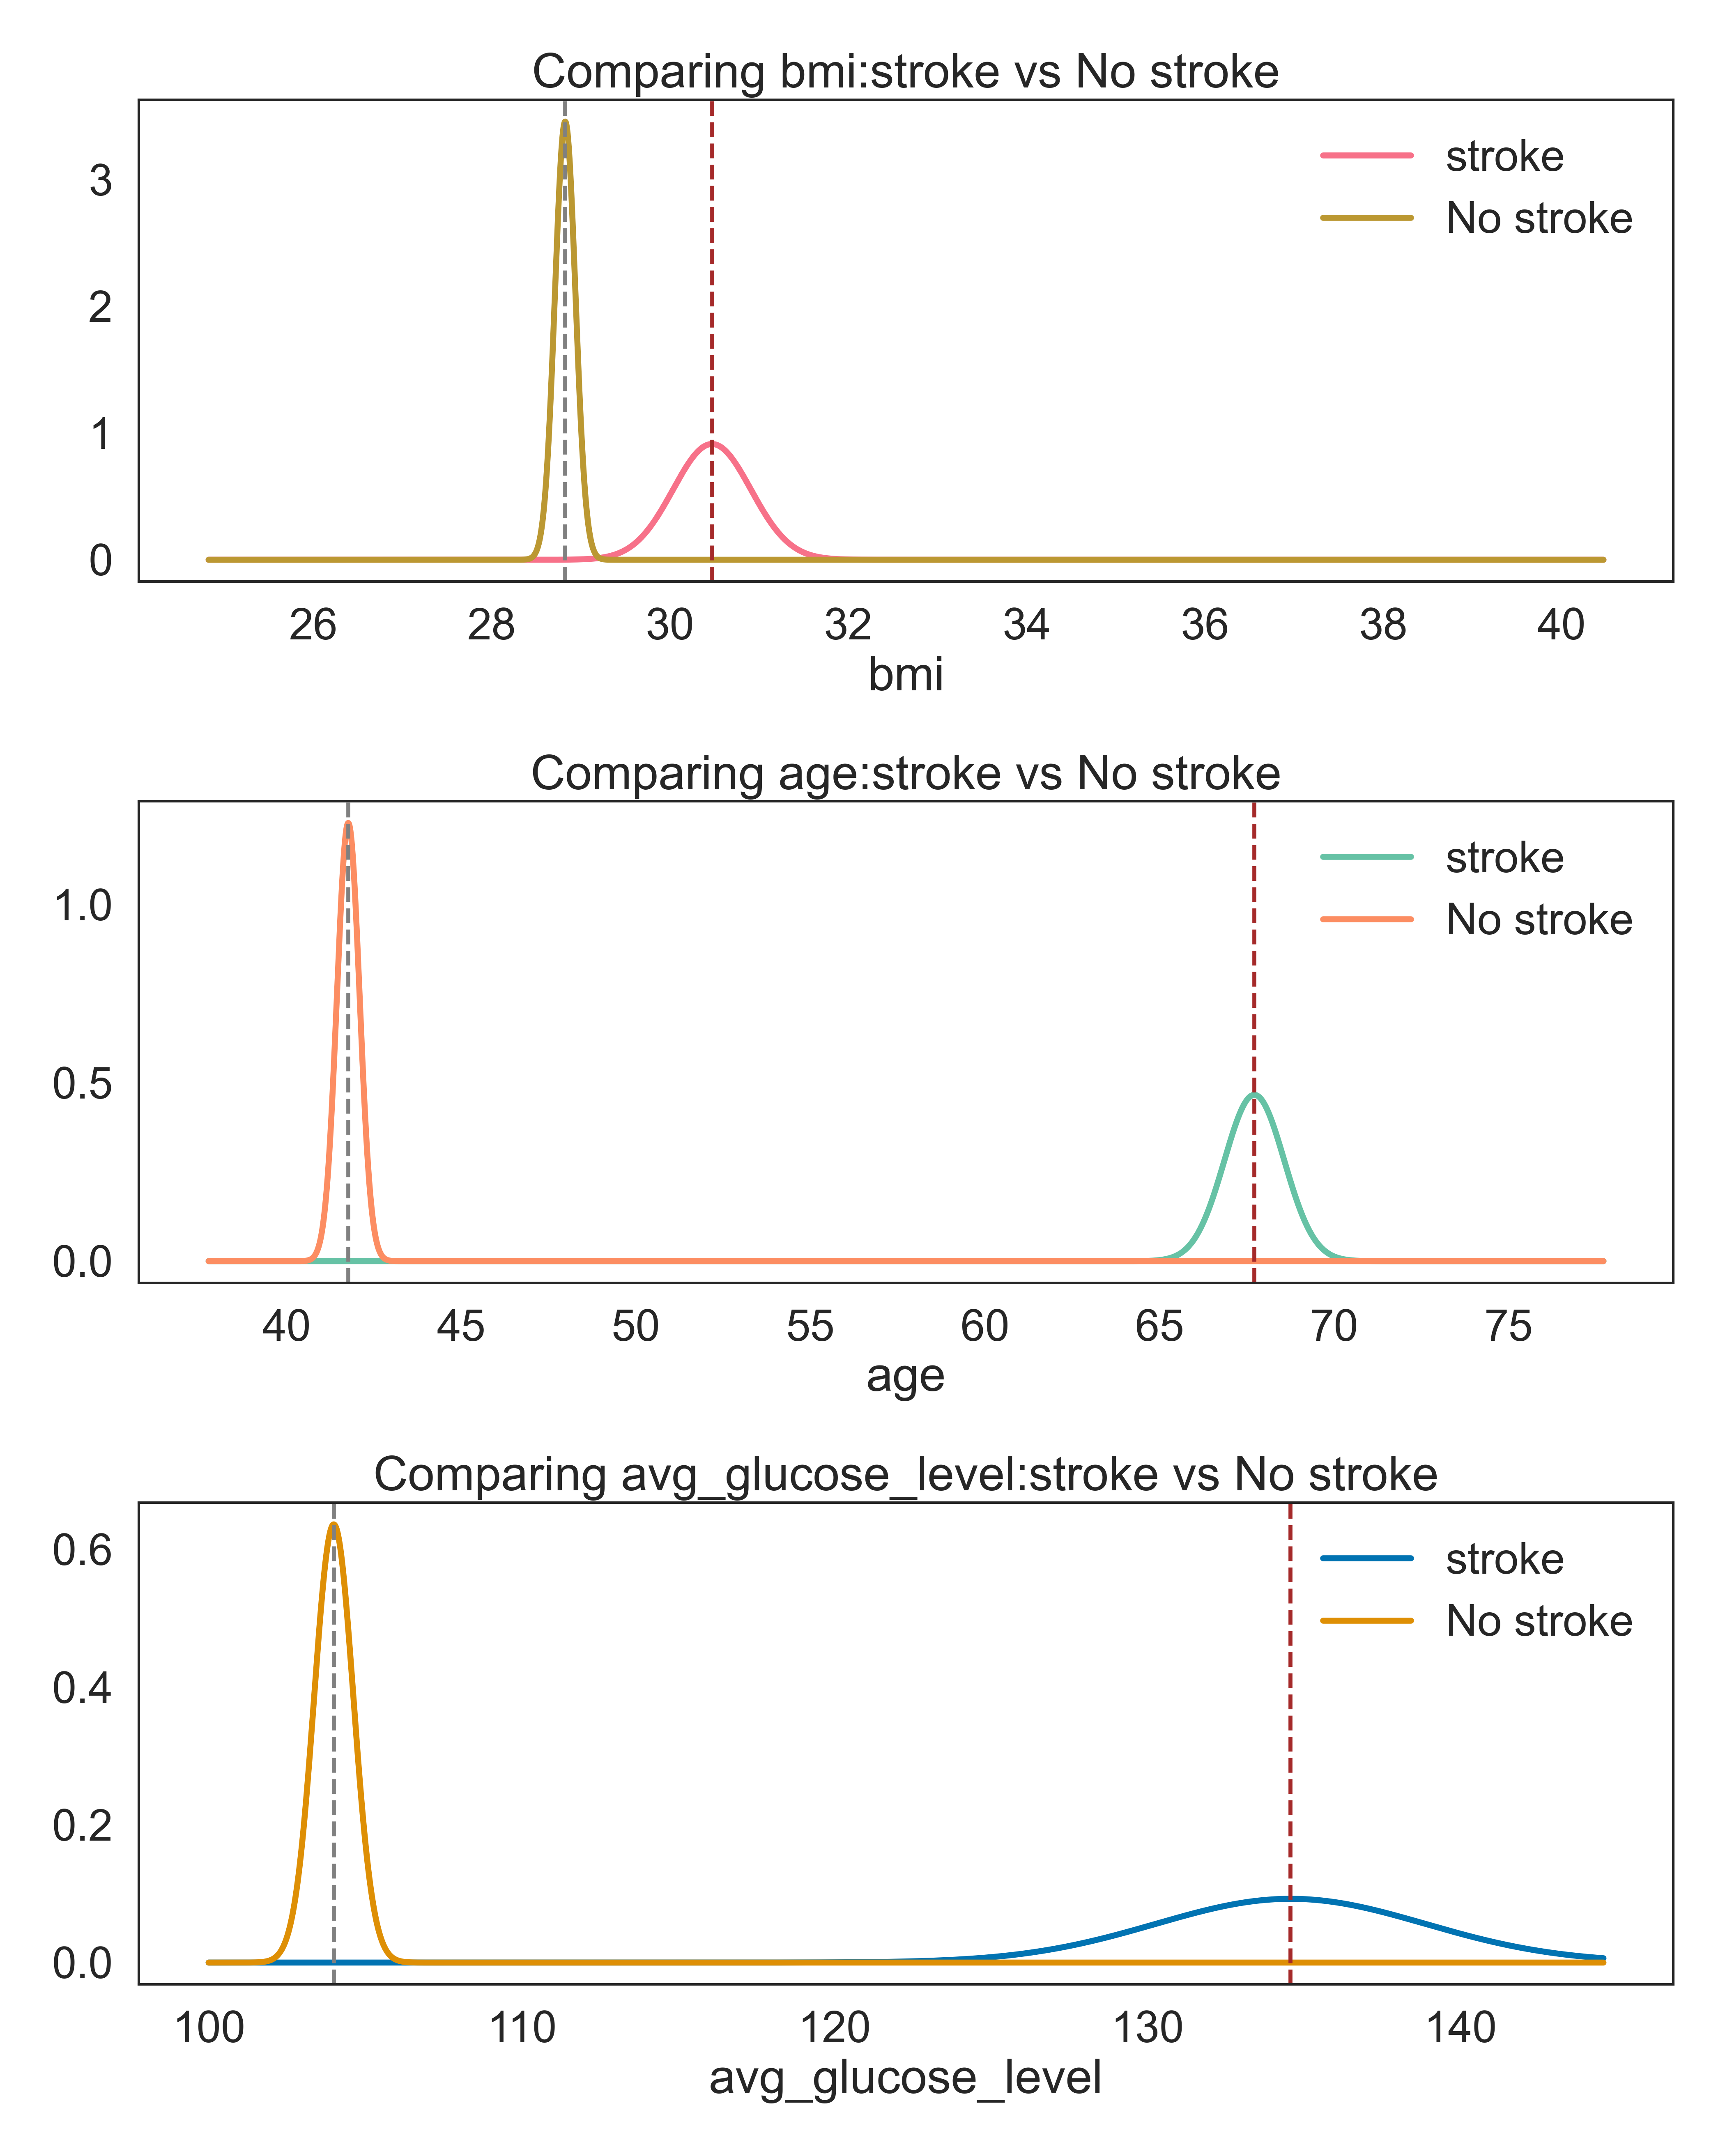 Comparing bmi:stroke vs No stroke
stroke
No stroke
3
2
1
0
26 28 30 32 34 36 38 40
bmi
Comparing age:stroke vs No stroke
stroke
No stroke
1.0
0.5
0.0
40 45 50 55 60 65 70 75
age
Comparing avg_glucose_level:stroke vs No stroke
stroke
No stroke
0.6
0.4
0.2
0.0
100 110 120 130 140
avg_glucose_level